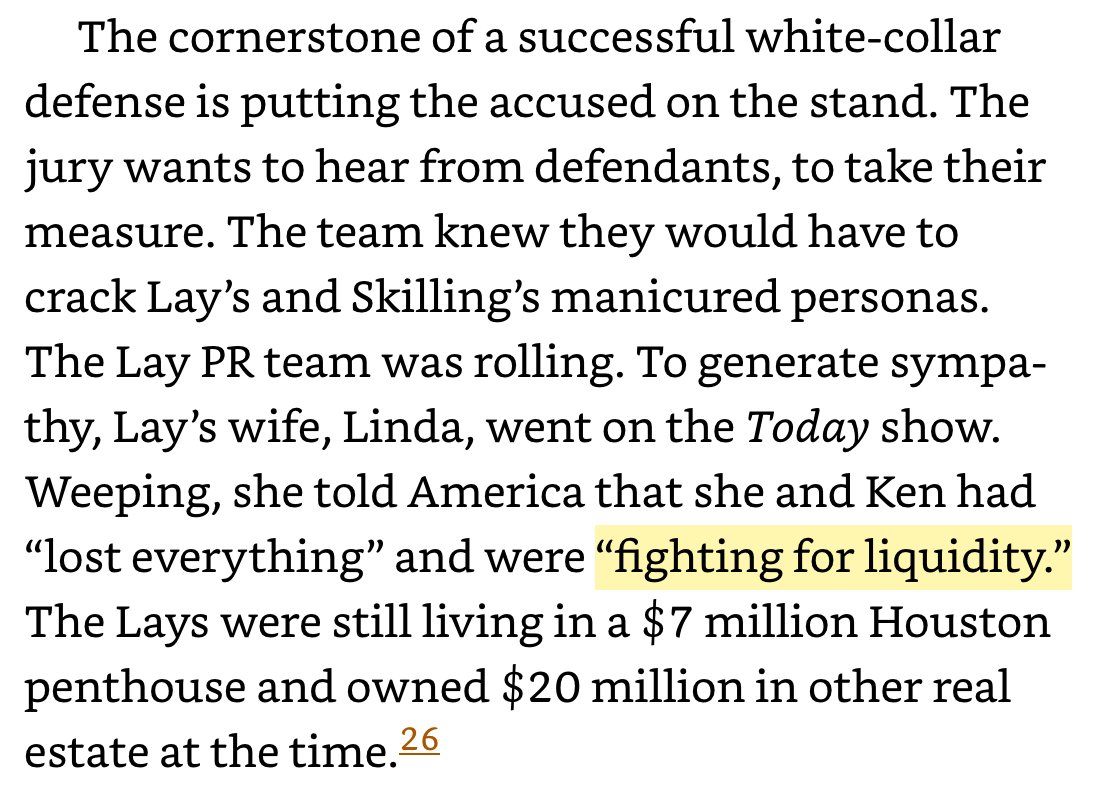 The cornerstone of a successful white-collar
defense is putting the accused on the stand. The
jury wants to hear from defendants, to take their
measure. The team knew they would have to
crack Lay’s and Skilling’s manicured personas.
The Lay PR team was rolling. To generate sympa-
thy, Lay’s wife, Linda, went on the Today show.
Weeping, she told America that she and Ken had
“lost everything” and were “fighting for liquidity.”
The Lays were still living in a $7 million Houston
penthouse and owned $20 million in other real
estate at the time.26